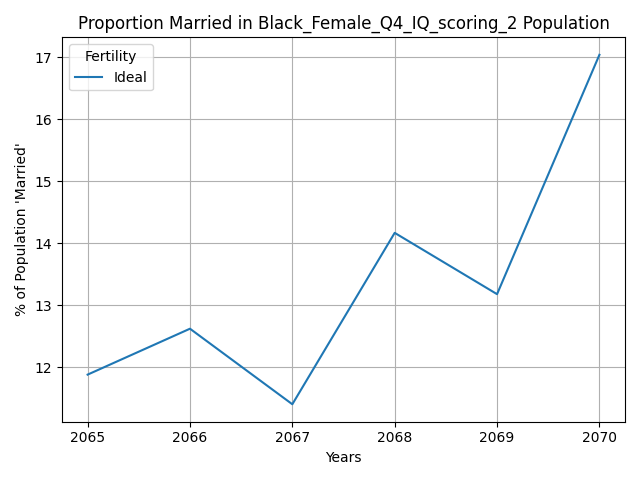 Proportion Married in Black_Female_Q4_IQ_scoring_2 Population
Fertility
Ideal
% of Population 'Married'
17
16
15
14
13
12
2065 2066 2067 2068 2069 2070
Years